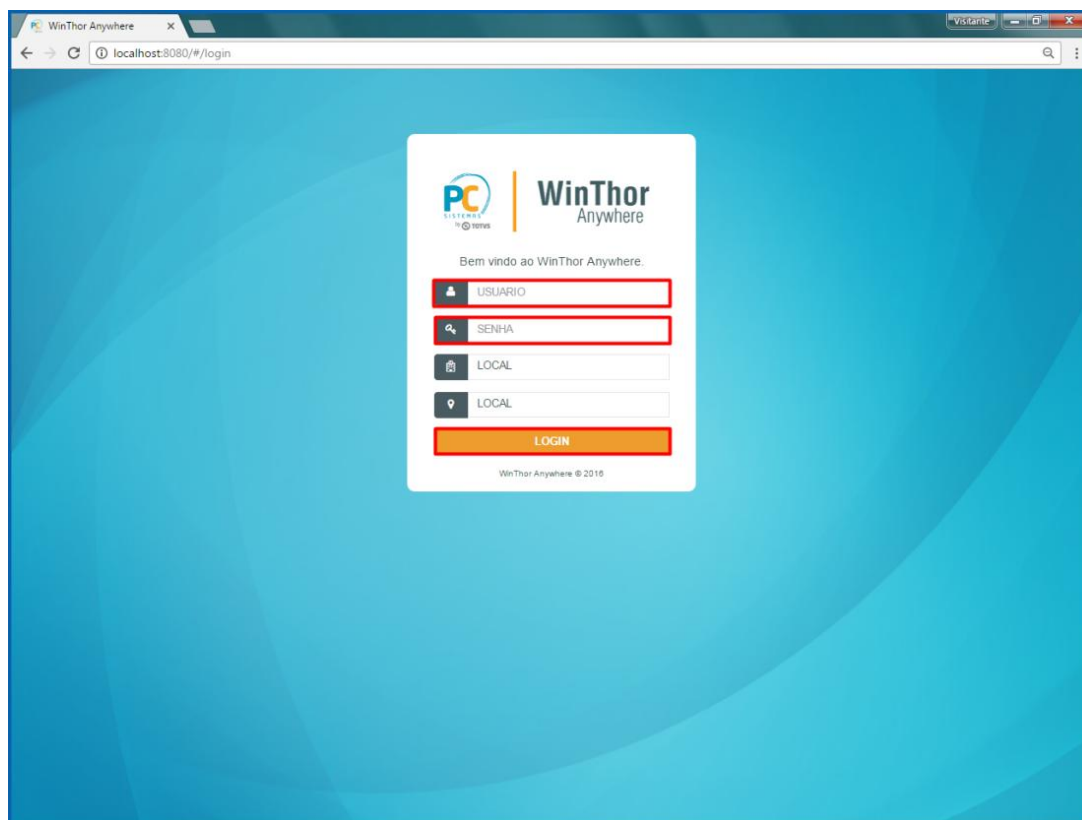 WinThor Anywhere
Visitante
localhost:8080/#/login
PC
SISTEMAS
by TOTVS
WinThor
Anywhere
Bem vindo ao WinThor Anywhere.
USUARIO
SENHA
LOCAL
LOCAL
LOGIN
WinThor Anywhere © 2016